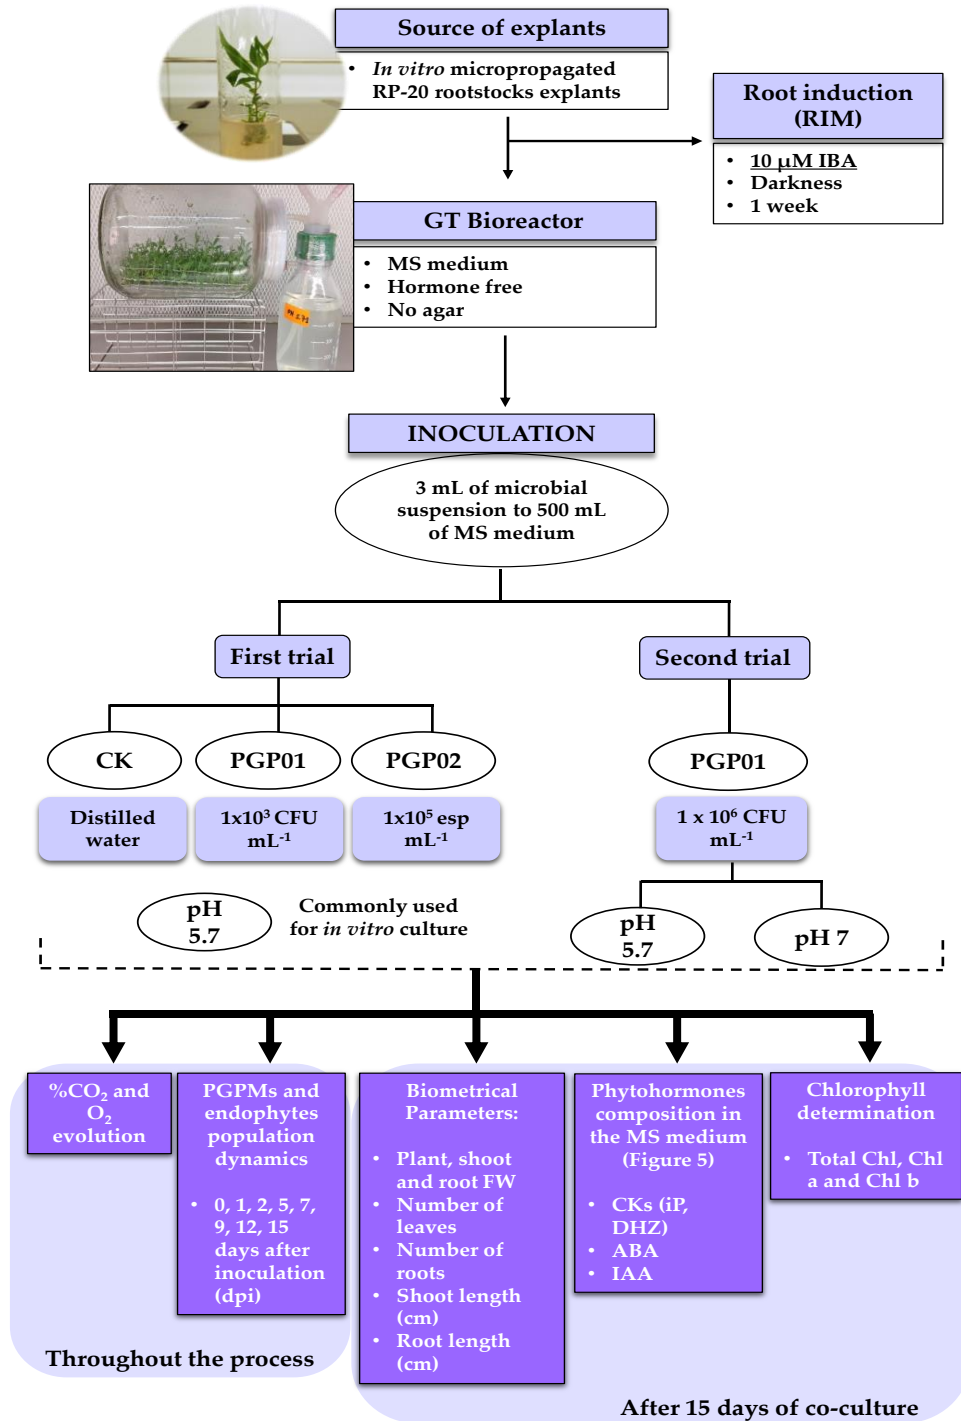 Source of explants
• In vitro micropropagated
RP-20 rootstocks explants
Root induction
(RIM)
• 10 µM IBA
• Darkness
• 1 week
GT Bioreactor
• MS medium
• Hormone free
• No agar
INOCULATION
3 mL of microbial
suspension to 500 mL
of MS medium
First trial
Second trial
CK
PGP01
PGP02
PGP01
Distilled
water
1x10³ CFU
mL⁻¹
1x10⁵ esp
mL⁻¹
1 x 10⁶ CFU
mL⁻¹
pH
5.7
Commonly used
for in vitro culture
pH
5.7
pH 7
%CO₂ and
O₂
evolution
PGPMs and
endophytes
population
dynamics
• 0, 1, 2, 5, 7,
9, 12, 15
days after
inoculation
(dpi)
Biometrical
Parameters:
• Plant, shoot
and root FW
• Number of
leaves
• Number of
roots
• Shoot length
(cm)
• Root length
(cm)
Phytohormones
composition in
the MS medium
(Figure 5)
• CKs (iP,
DHZ)
• ABA
• IAA
Chlorophyll
determination
• Total Chl, Chl
a and Chl b
Throughout the process
After 15 days of co-culture